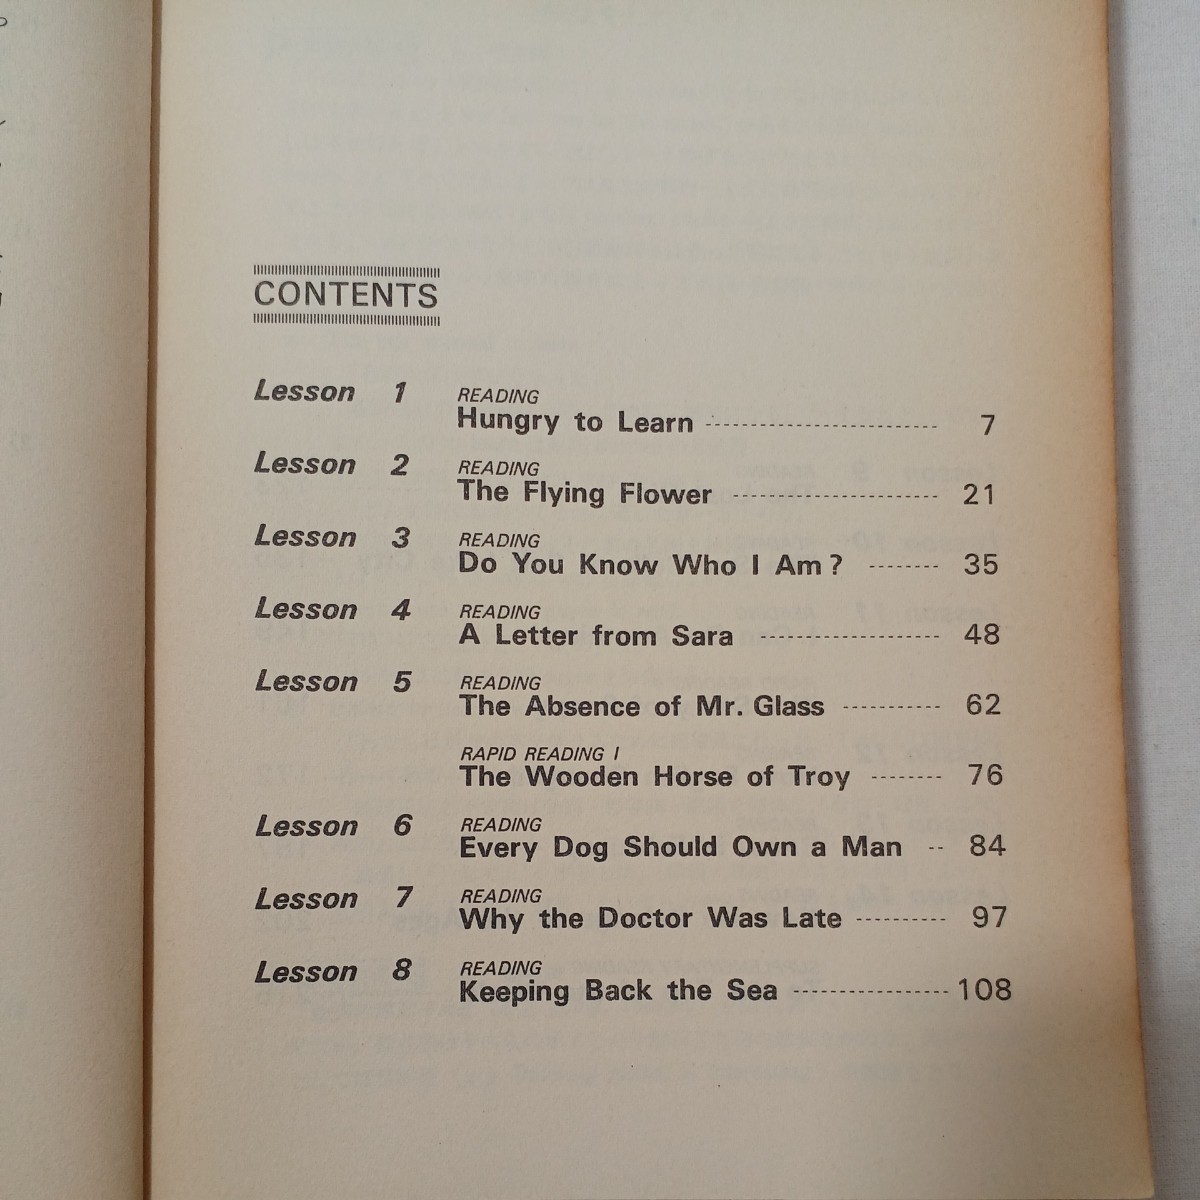 CONTENTS
Lesson 1 READING
Hungry to Learn ---------- 7
Lesson 2 READING
The Flying Flower ---------- 21
Lesson 3 READING
Do You Know Who I Am? -------- 35
Lesson 4 READING
A Letter from Sara ---------- 48
Lesson 5 READING
The Absence of Mr. Glass ---------- 62
RAPID READING I
The Wooden Horse of Troy -------- 76
Lesson 6 READING
Every Dog Should Own a Man -- 84
Lesson 7 READING
Why the Doctor Was Late ---------- 97
Lesson 8 READING
Keeping Back the Sea ---------- 108